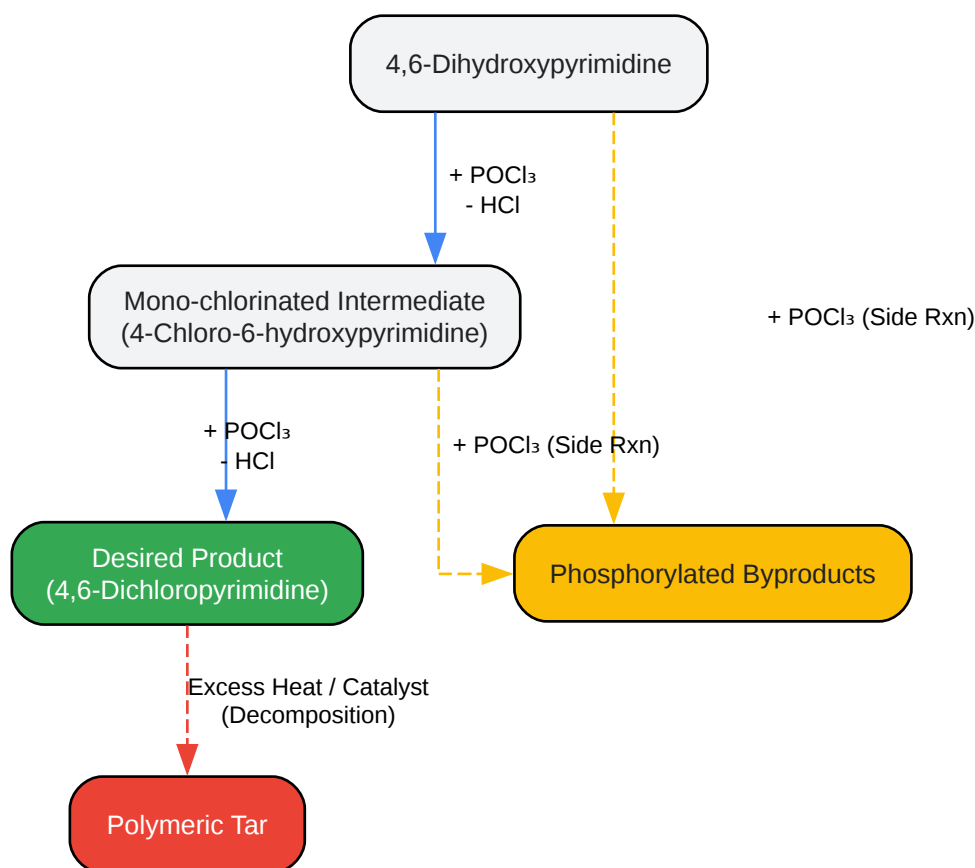 4,6-Dihydroxypyrimidine
+ POCl₃
- HCl
Mono-chlorinated Intermediate
(4-Chloro-6-hydroxypyrimidine)
+ POCl₃ (Side Rxn)
+ POCl₃
- HCl
+ POCl₃ (Side Rxn)
Desired Product
(4,6-Dichloropyrimidine)
Phosphorylated Byproducts
Excess Heat / Catalyst
(Decomposition)
Polymeric Tar